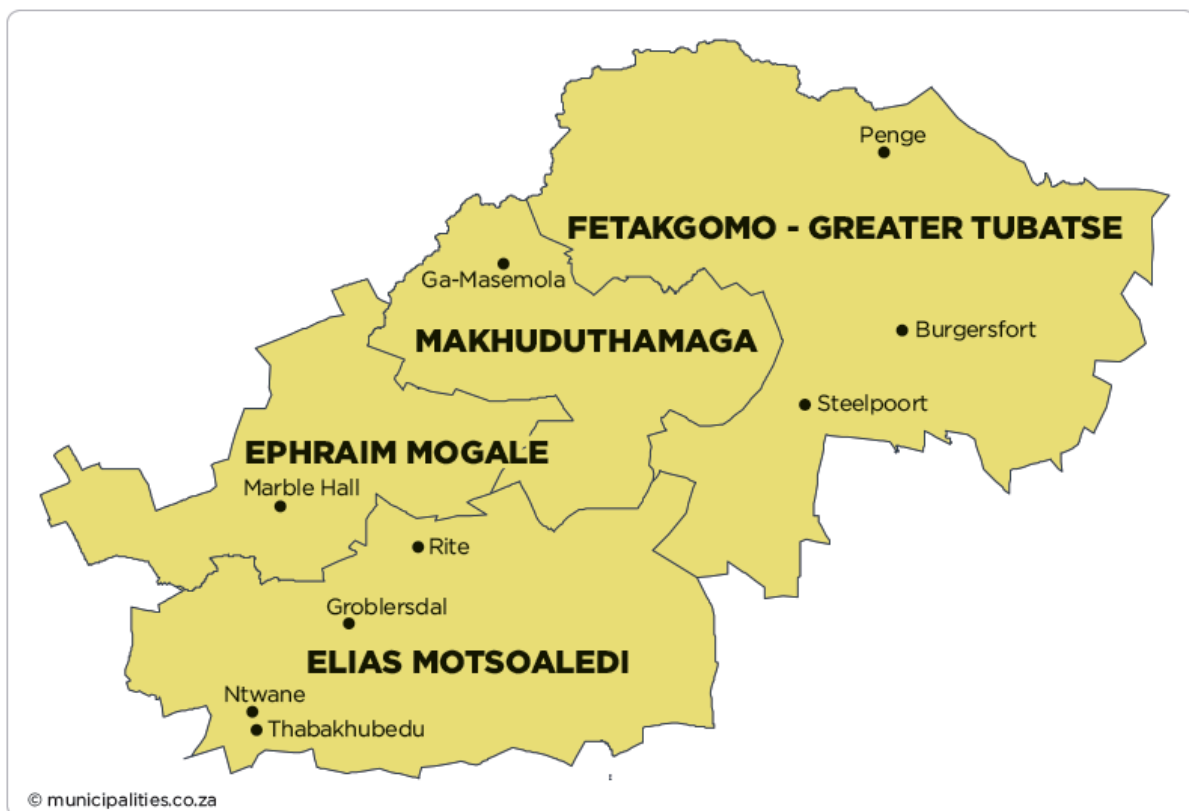 Penge
FETAKGOMO - GREATER TUBATSE
Ga-Masemola
Burgersfort
MAKHUDUTHAMAGA
Steelpoort
EPHRAIM MOGALE
Marble Hall
Rite
Groblersdal
ELIAS MOTSOALEDI
Ntwane
Thabakhubedu
© municipalities.co.za